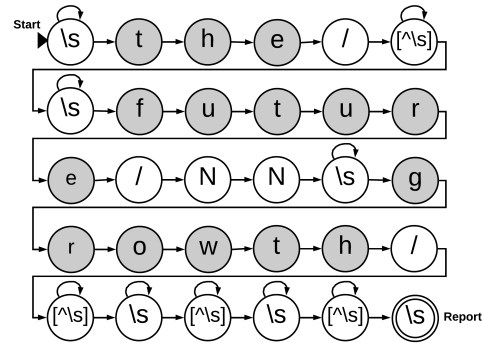 Start
\s t h e / [^\s]
\s f u t u r
e / N N \s g
r o w t h /
[^\s] \s [^\s] \s [^\s] \s Report